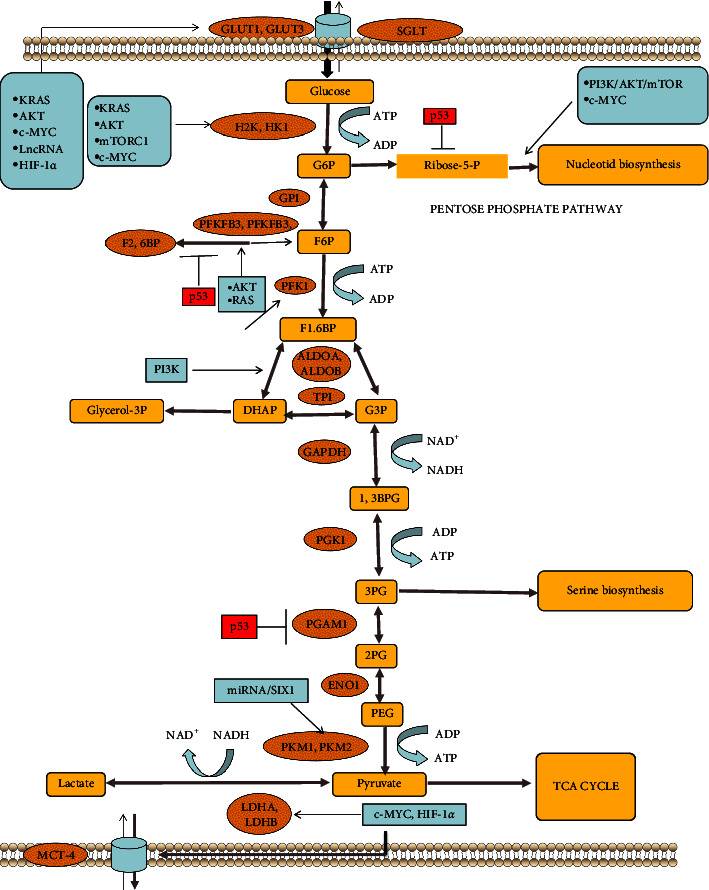 GLUT1, GLUT3
SGLT
•KRAS
•AKT
•c-MYC
•LncRNA
•HIF-1α
•KRAS
•AKT
•mTORC1
•c-MYC
H2K, HK1
Glucose
ATP
ADP
p53
•PI3K/AKT/mTOR
•c-MYC
G6P
Ribose-5-P
Nucleotid biosynthesis
PENTOSE PHOSPHATE PATHWAY
GPI
PFKFB3, PFKFB3,
F2, 6BP
F6P
p53
•AKT
•RAS
PFK1
ATP
ADP
F1.6BP
PI3K
ALDOA,
ALDOB
TPI
Glycerol-3P
DHAP
G3P
GAPDH
NAD+
NADH
1, 3BPG
PGK1
ADP
ATP
3PG
Serine biosynthesis
p53
PGAM1
2PG
miRNA/SIX1
ENO1
PEG
NAD+
NADH
PKM1, PKM2
ADP
ATP
Lactate
Pyruvate
TCA CYCLE
LDHA,
LDHB
c-MYC, HIF-1α
MCT-4